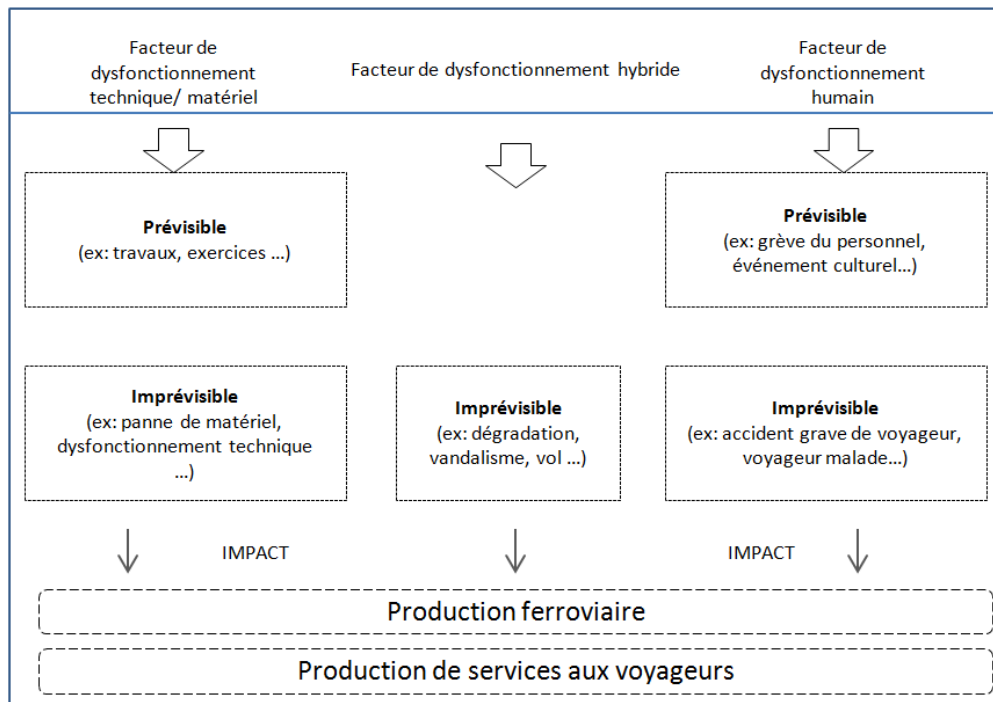 Facteur de
dysfonctionnement
technique/ matériel
Facteur de dysfonctionnement hybride
Facteur de
dysfonctionnement
humain
Prévisible
(ex: travaux, exercices ...)
Prévisible
(ex: grève du personnel,
événement culturel...)
Imprévisible
(ex: panne de matériel,
dysfonctionnement technique
...)
Imprévisible
(ex: dégradation,
vandalisme, vol ...)
Imprévisible
(ex: accident grave de voyageur,
voyageur malade...)
IMPACT
IMPACT
Production ferroviaire
Production de services aux voyageurs